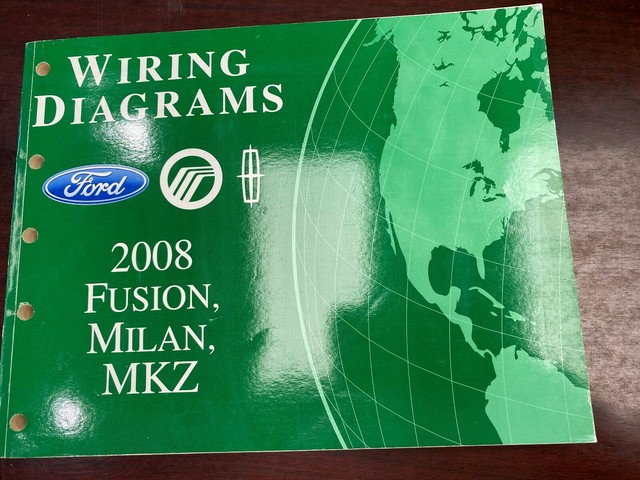 WIRING
DIAGRAMS
Ford
2008
FUSION,
MILAN,
MKZ